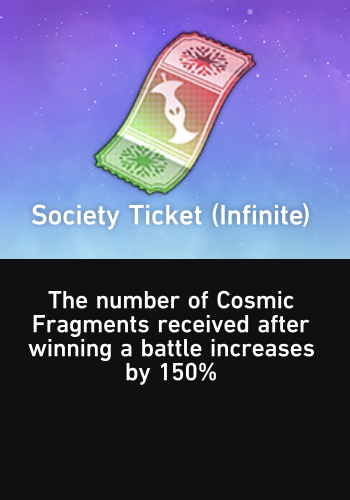 Society Ticket (Infinite)
The number of Cosmic
Fragments received after
winning a battle increases
by 150%